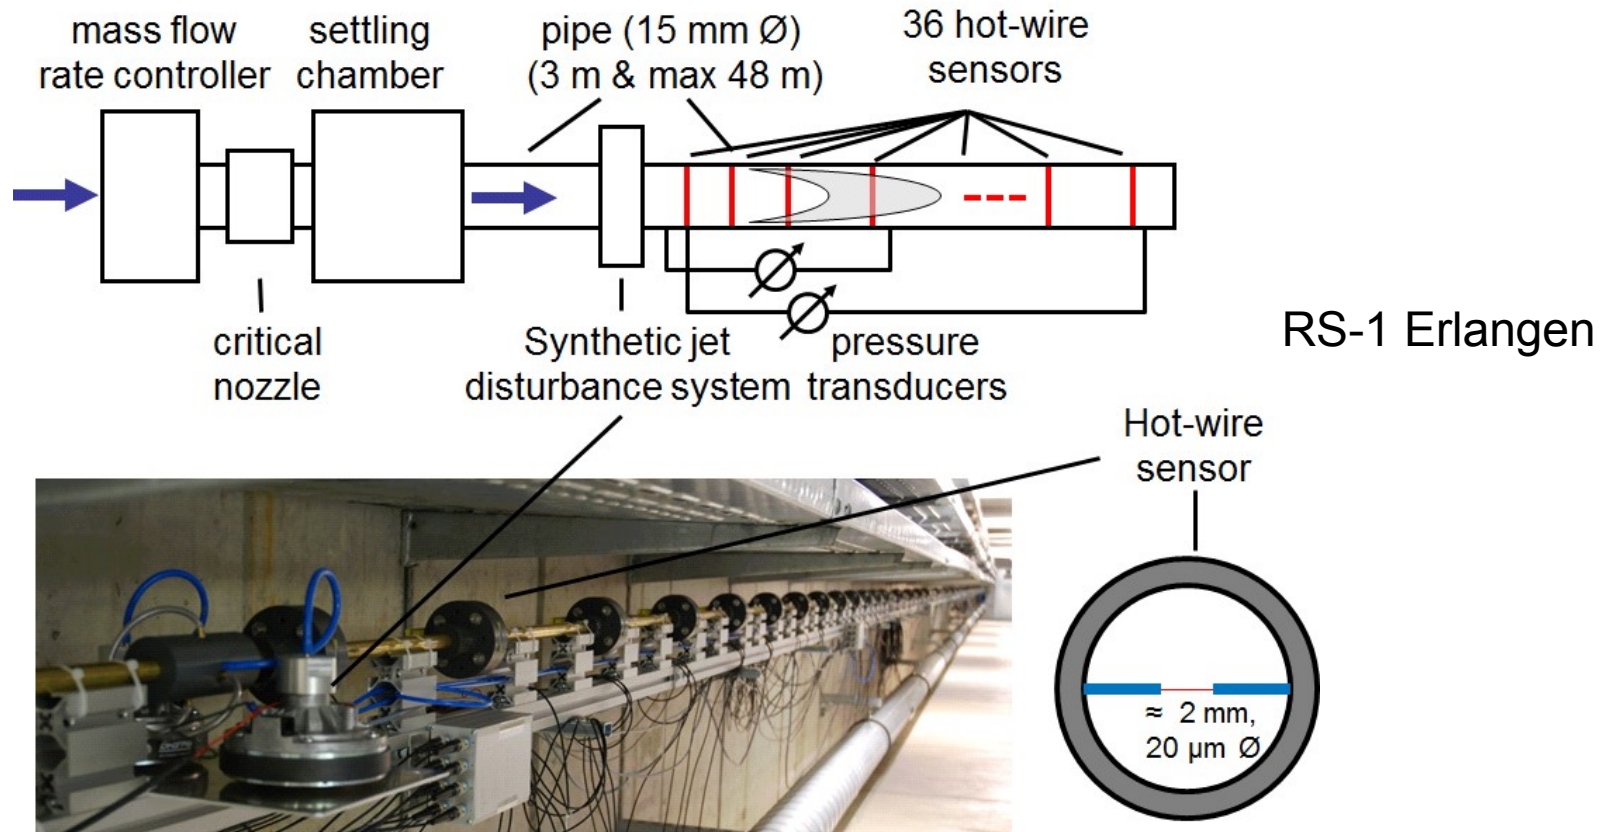 mass flow
rate controller
settling
chamber
pipe (15 mm Ø)
(3 m & max 48 m)
36 hot-wire
sensors
critical
nozzle
Synthetic jet
disturbance system
pressure
transducers
RS-1 Erlangen
Hot-wire
sensor
≈ 2 mm,
20 µm Ø